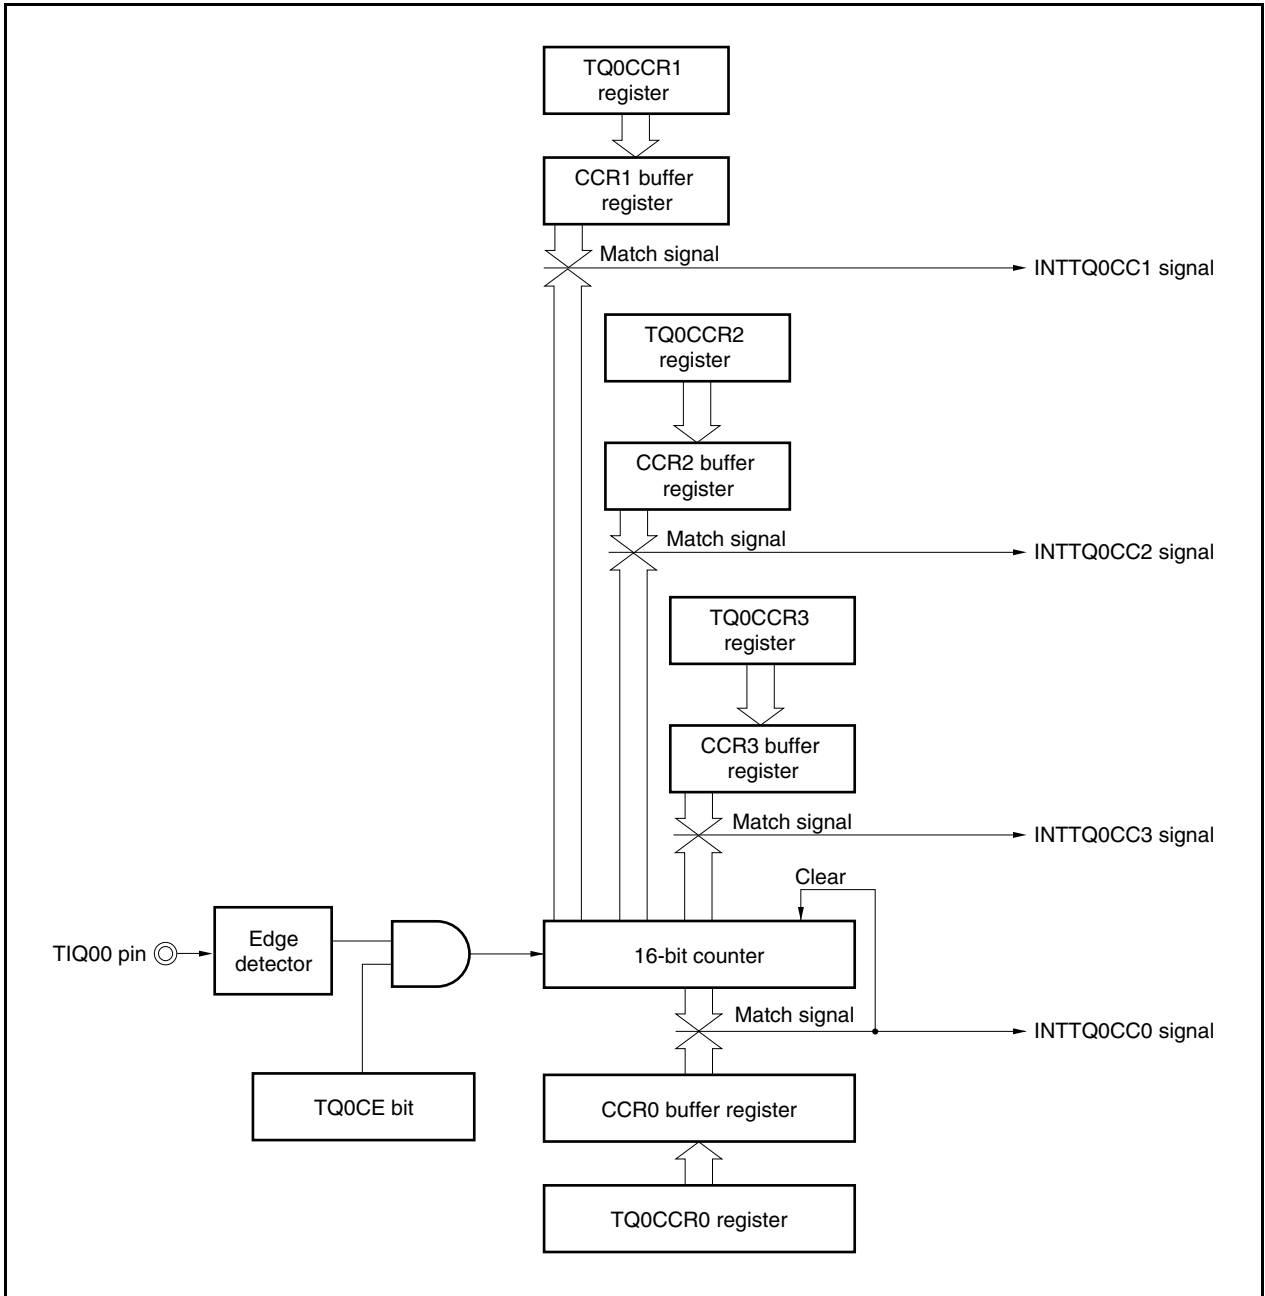 TQ0CCR1
register
CCR1 buffer
register
Match signal
INTTQ0CC1 signal
TQ0CCR2
register
CCR2 buffer
register
Match signal
INTTQ0CC2 signal
TQ0CCR3
register
CCR3 buffer
register
Match signal
INTTQ0CC3 signal
Clear
TIQ00 pin
Edge
detector
16-bit counter
Match signal
INTTQ0CC0 signal
TQ0CE bit
CCR0 buffer register
TQ0CCR0 register